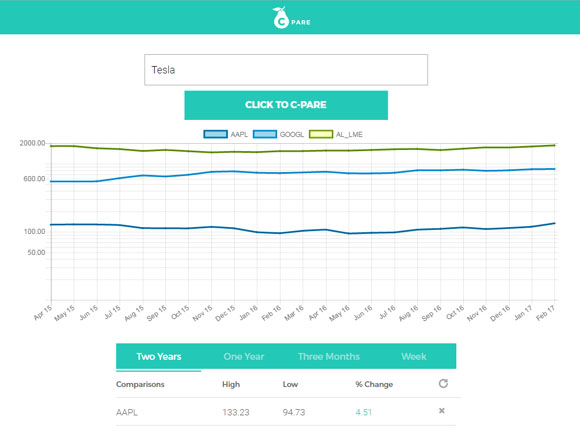 C PARE
Tesla
CLICK TO C-PARE
AAPL GOOGL AL_LME
2000.00
600.00
100.00
50.00
Apr 15 May 15 Jun 15 Jul 15 Aug 15 Sep 15 Oct 15 Nov 15 Dec 15 Jan 16 Feb 16 Mar 16 Apr 16 May 16 Jun 16 Jul 16 Aug 16 Sep 16 Oct 16 Nov 16 Dec 16 Jan 17 Feb 17
Two Years One Year Three Months Week
Comparisons High Low % Change
AAPL 133.23 94.73 4.51